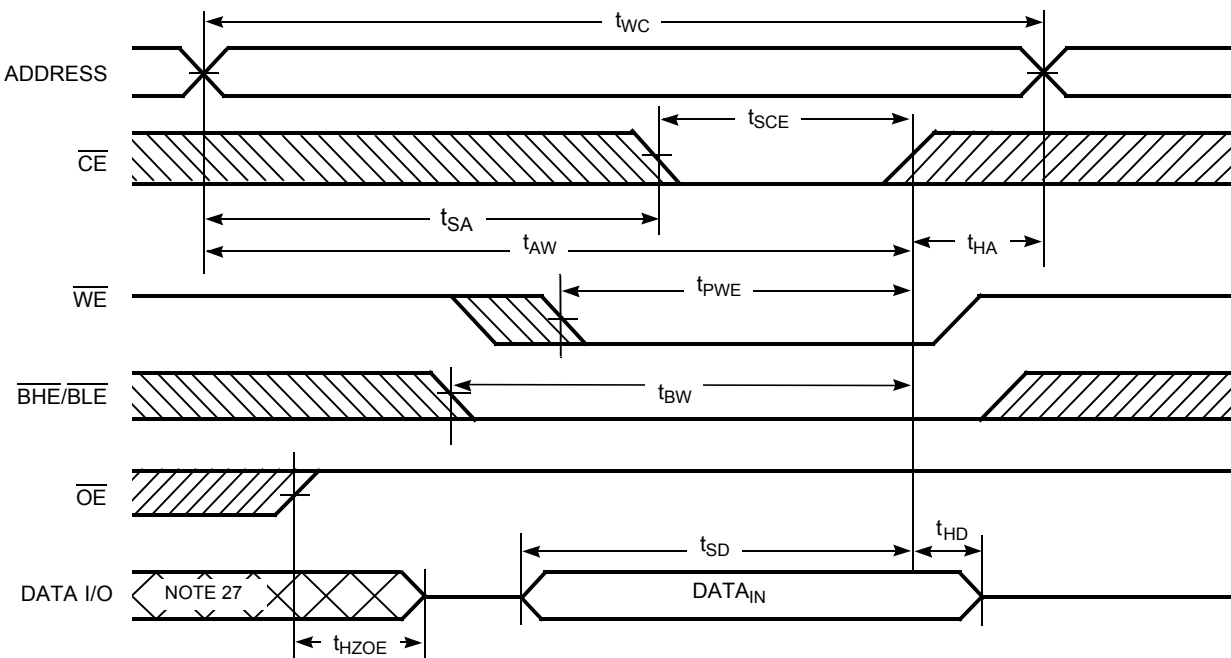 tWC
ADDRESS
tSCE
CE
tSA
tAW
tHA
WE
tPWE
BHE/BLE
tBW
OE
tSD
tHD
DATA I/O
NOTE 27
DATAIN
tHZOE